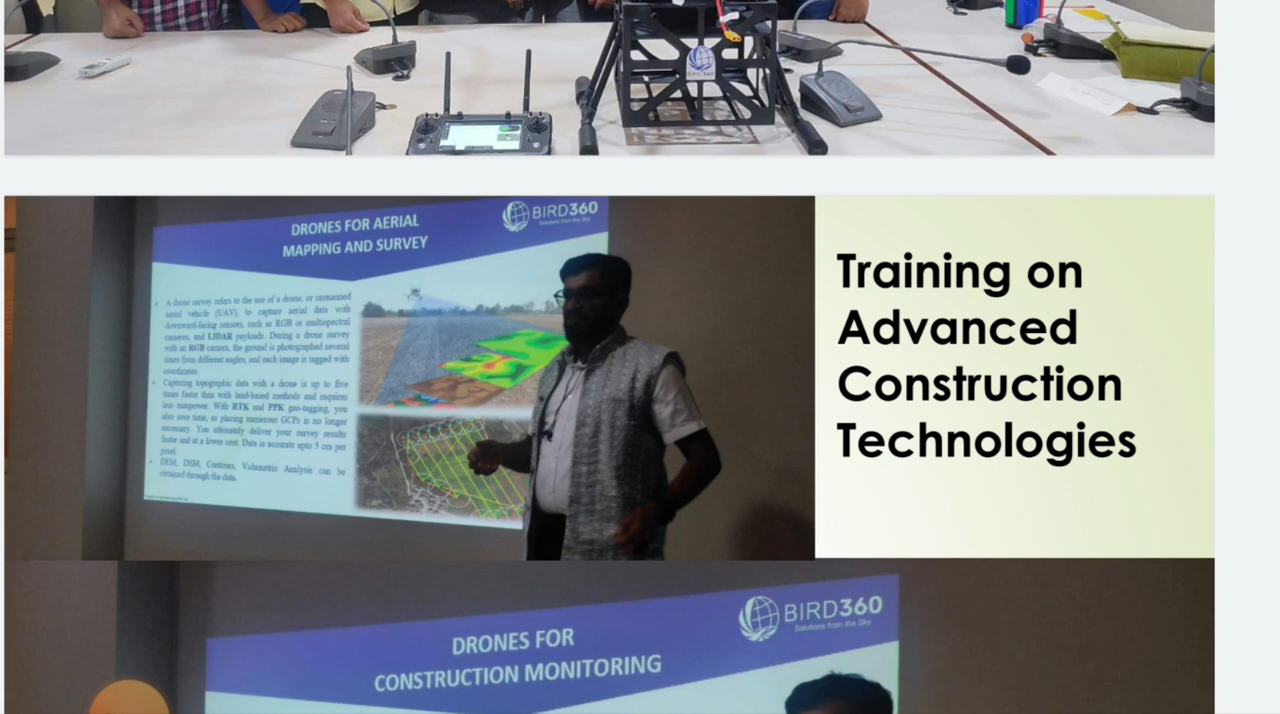 BIRD360
DRONES FOR AERIAL
MAPPING AND SURVEY
BIRD360
Solutions from the Sky
A drone survey refers to the use of a drone, or unmanned
aerial vehicle (UAV), to capture aerial data with
downward-facing sensors, such as RGB or multispectral
cameras, and LIDAR payloads. During a drone survey
with an RGB camera, the ground is photographed several
times from different angles, and each image is tagged with
coordinates.
Capturing topographic data with a drone is up to five
times faster than with land-based methods and requires
less manpower. With RTK and PPK geo-tagging, you
also save time, as placing numerous GCPs is no longer
necessary. You ultimately deliver your survey results
faster and at a lower cost. Data is accurate upto 5 cm per
pixel.
DEM, DSM, Contours, Volumetric Analysis can be
obtained through the data.
Training on
Advanced
Construction
Technologies
DRONES FOR
CONSTRUCTION MONITORING
BIRD360
Solutions from the Sky